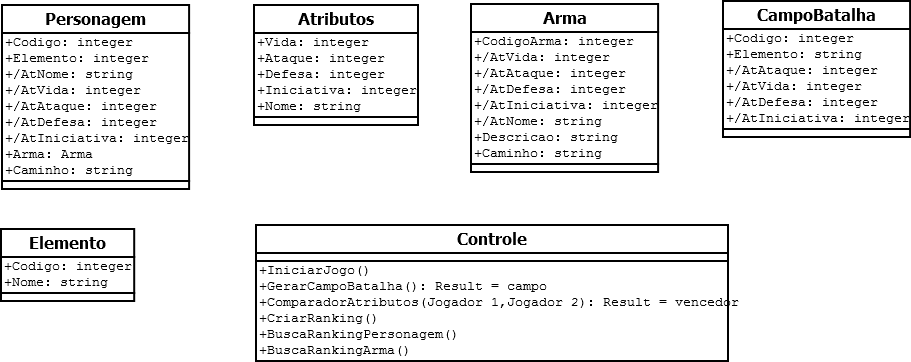 Personagem
+Codigo: integer
+Elemento: integer
+/AtNome: string
+/AtVida: integer
+/AtAtaque: integer
+/AtDefesa: integer
+/AtIniciativa: integer
+Arma: Arma
+Caminho: string
Atributos
+Vida: integer
+Ataque: integer
+Defesa: integer
+Iniciativa: integer
+Nome: string
Arma
+CodigoArma: integer
+/AtVida: integer
+/AtAtaque: integer
+/AtDefesa: integer
+/AtIniciativa: integer
+/AtNome: string
+Descricao: string
+Caminho: string
CampoBatalha
+Codigo: integer
+Elemento: string
+/AtAtaque: integer
+/AtVida: integer
+/AtDefesa: integer
+/AtIniciativa: integer
Elemento
+Codigo: integer
+Nome: string
Controle
+IniciarJogo()
+GerarCampoBatalha(): Result = campo
+ComparadorAtributos(Jogador 1,Jogador 2): Result = vencedor
+CriarRanking()
+BuscaRankingPersonagem()
+BuscaRankingArma()